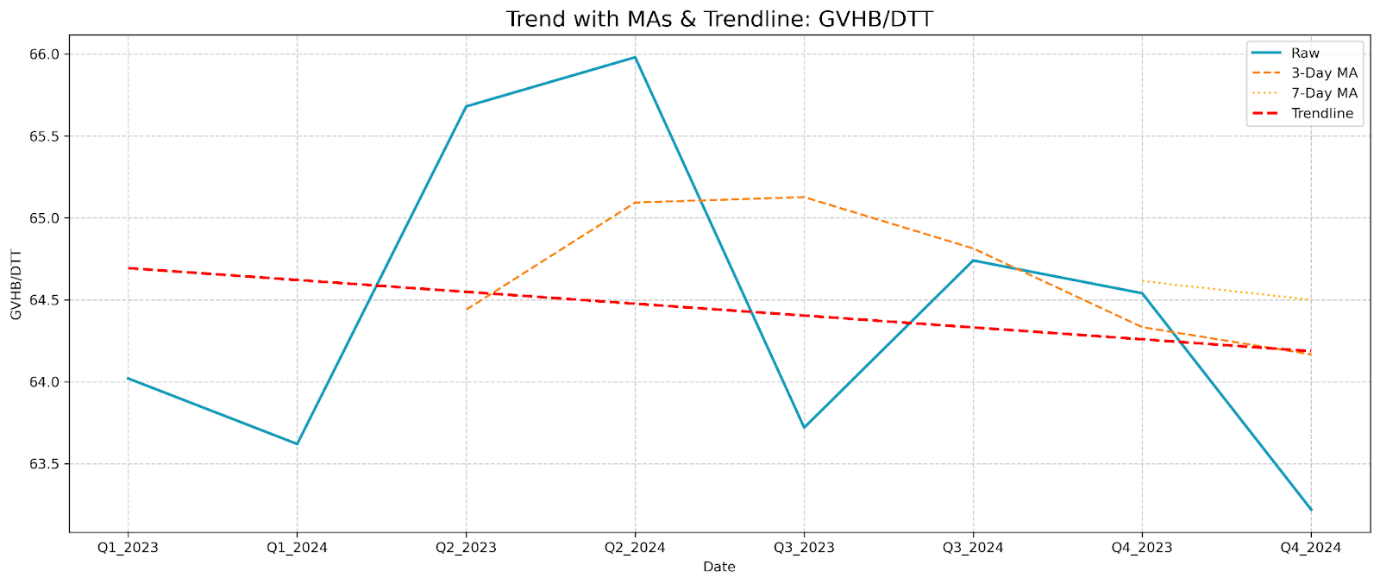 Trend with MAs & Trendline: GVHB/DTT
Raw
3-Day MA
7-Day MA
Trendline
GVHB/DTT
66.0
65.5
65.0
64.5
64.0
63.5
Q1_2023
Q1_2024
Q2_2023
Q2_2024
Q3_2023
Q3_2024
Q4_2023
Q4_2024
Date